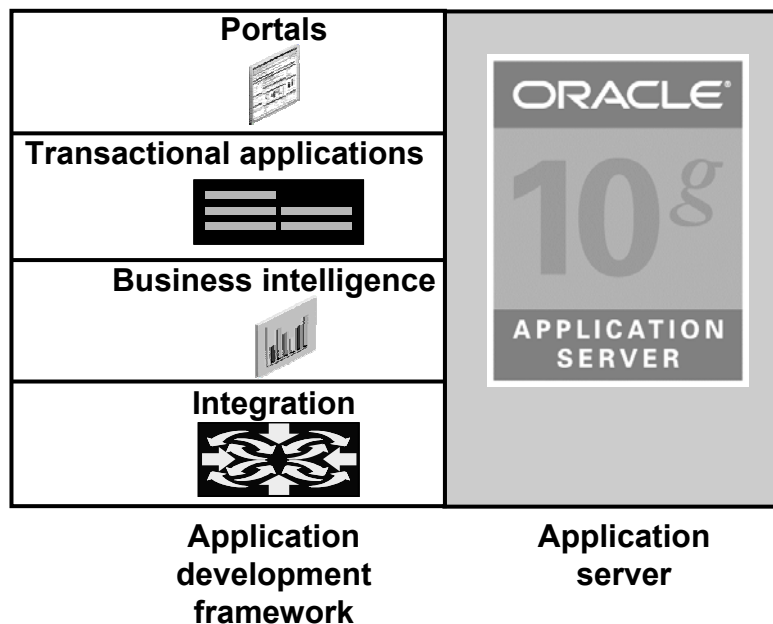 Portals
Transactional applications
Business intelligence
Integration
ORACLE®
10g
APPLICATION
SERVER
Application
development
framework
Application
server